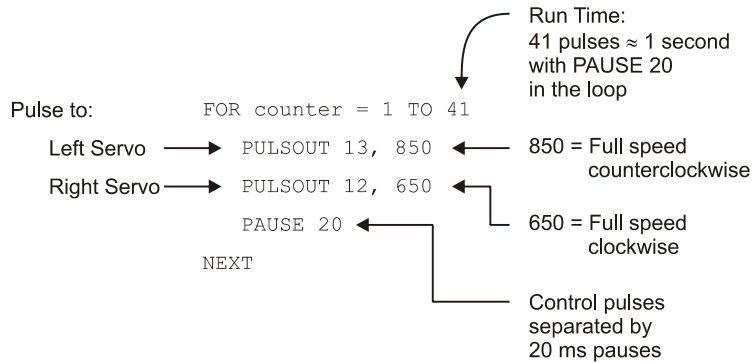 Run Time:
41 pulses ≈ 1 second
with PAUSE 20
in the loop
Pulse to:
FOR counter = 1 TO 41
Left Servo
PULSOUT 13, 850
850 = Full speed
counterclockwise
Right Servo
PULSOUT 12, 650
650 = Full speed
clockwise
PAUSE 20
NEXT
Control pulses
separated by
20 ms pauses